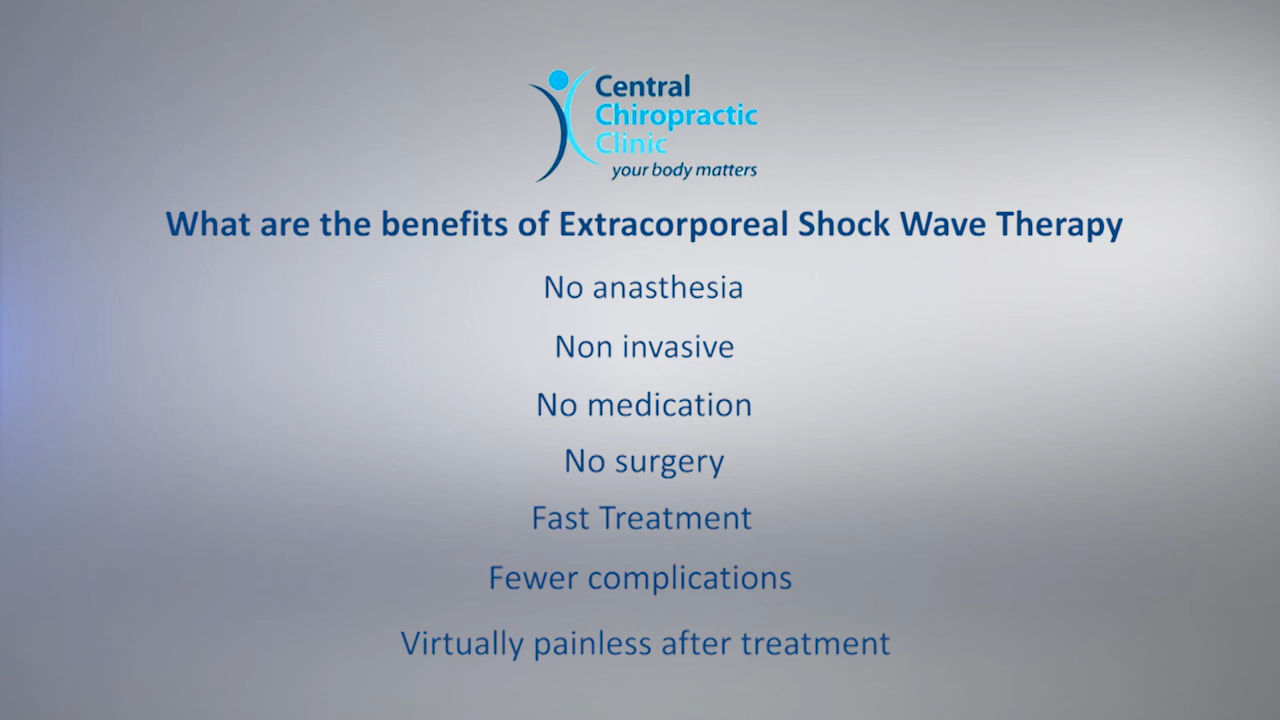 Central
Chiropractic
Clinic
your body matters
What are the benefits of Extracorporeal Shock Wave Therapy
No anasthesia
Non invasive
No medication
No surgery
Fast Treatment
Fewer complications
Virtually painless after treatment